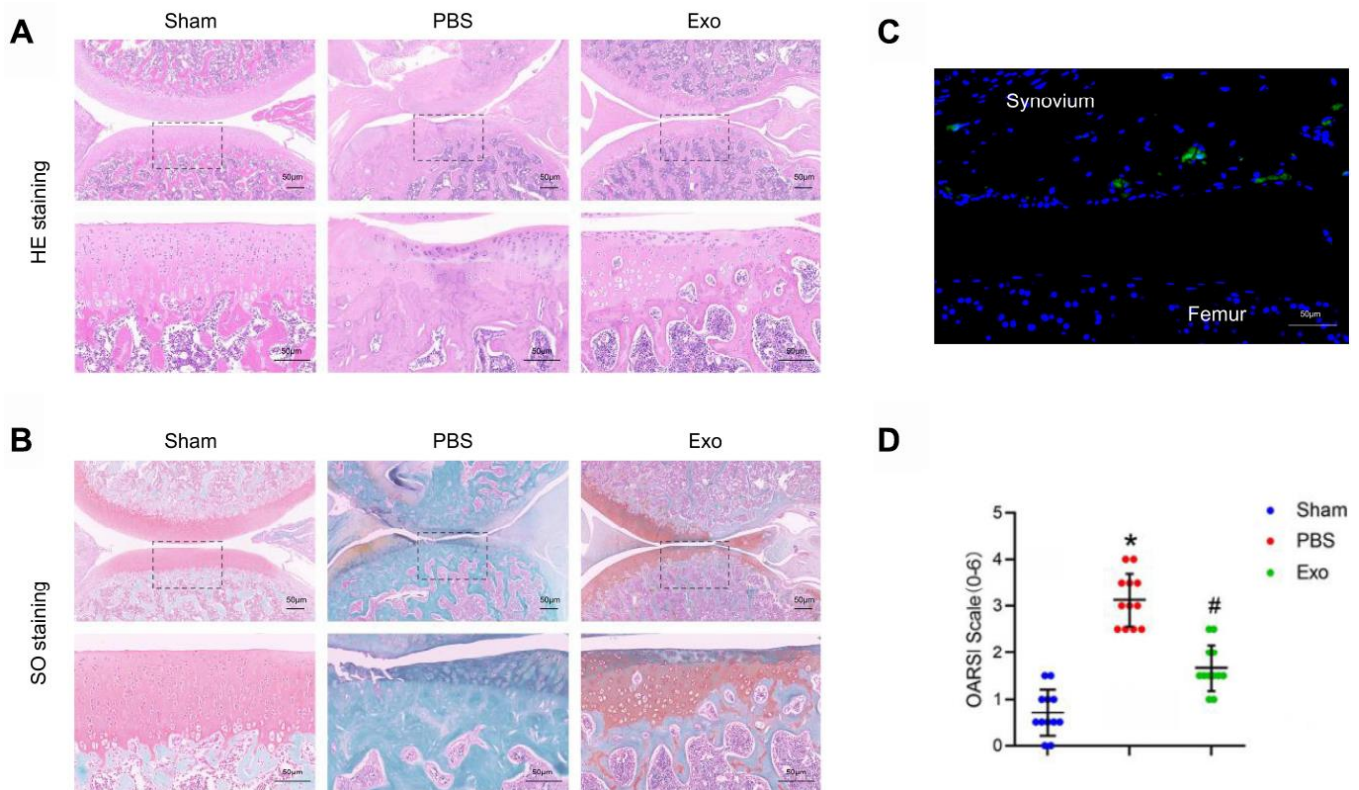 A
Sham
PBS
Exo
HE staining
50μm
50μm
50μm
50μm
50μm
50μm
B
Sham
PBS
Exo
SO staining
50μm
50μm
50μm
50μm
50μm
50μm
C
Synovium
Femur
50μm
D
OARSI Scale(0-6)
5
4
3
2
1
0
*
#
Sham
PBS
Exo